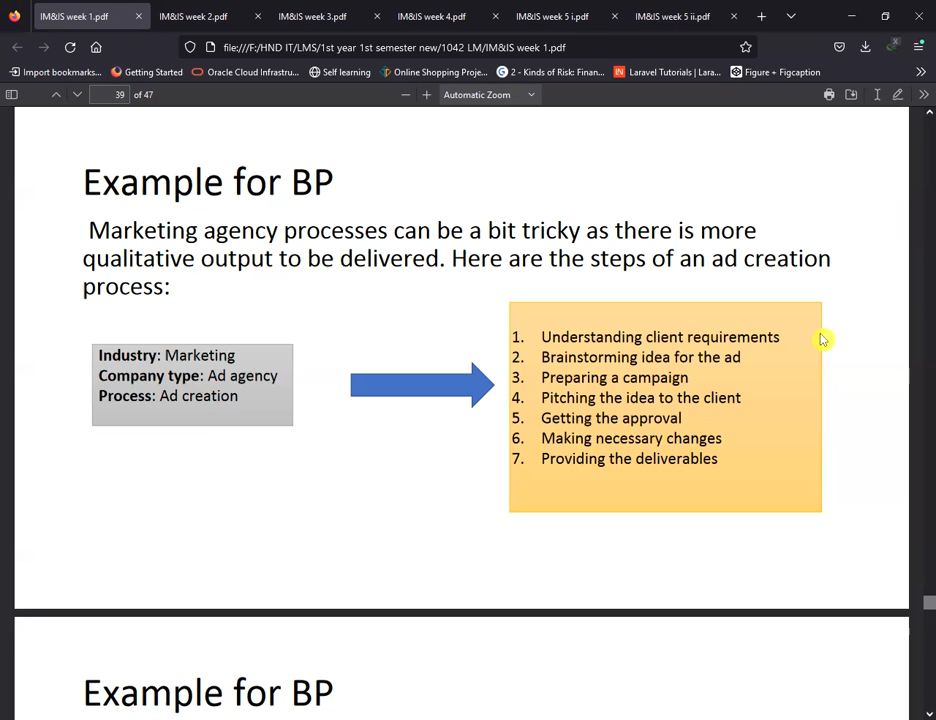 IM&IS week 1.pdf
IM&IS week 2.pdf
IM&IS week 3.pdf
IM&IS week 4.pdf
IM&IS week 5 i.pdf
IM&IS week 5 ii.pdf
file:///F:/HND IT/LMS/1st year 1st semester new/1042 LM/IM&IS week 1.pdf
Import bookmarks...
Getting Started
Oracle Cloud Infrastru...
Self learning
Online Shopping Proje...
2 - Kinds of Risk: Finan...
Laravel Tutorials | Lara...
Figure + Figcaption
39 of 47
Automatic Zoom
Example for BP
Marketing agency processes can be a bit tricky as there is more
qualitative output to be delivered. Here are the steps of an ad creation
process:
Industry: Marketing
Company type: Ad agency
Process: Ad creation
1. Understanding client requirements
2. Brainstorming idea for the ad
3. Preparing a campaign
4. Pitching the idea to the client
5. Getting the approval
6. Making necessary changes
7. Providing the deliverables
Example for BP